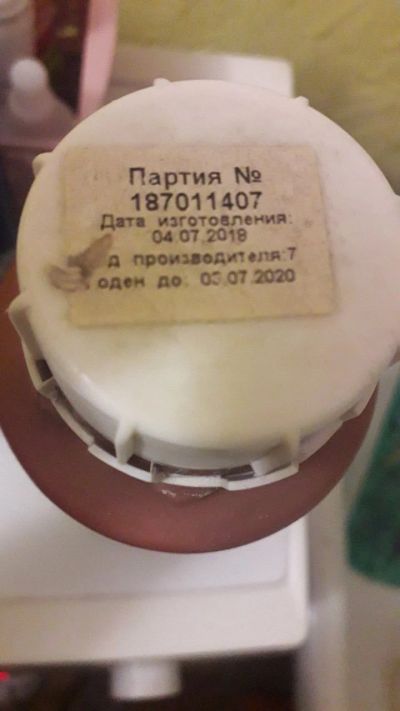 Партия №
187011407
Дата изготовления:
04.07.2018
д производителя:7
оден до: 03.07.2020